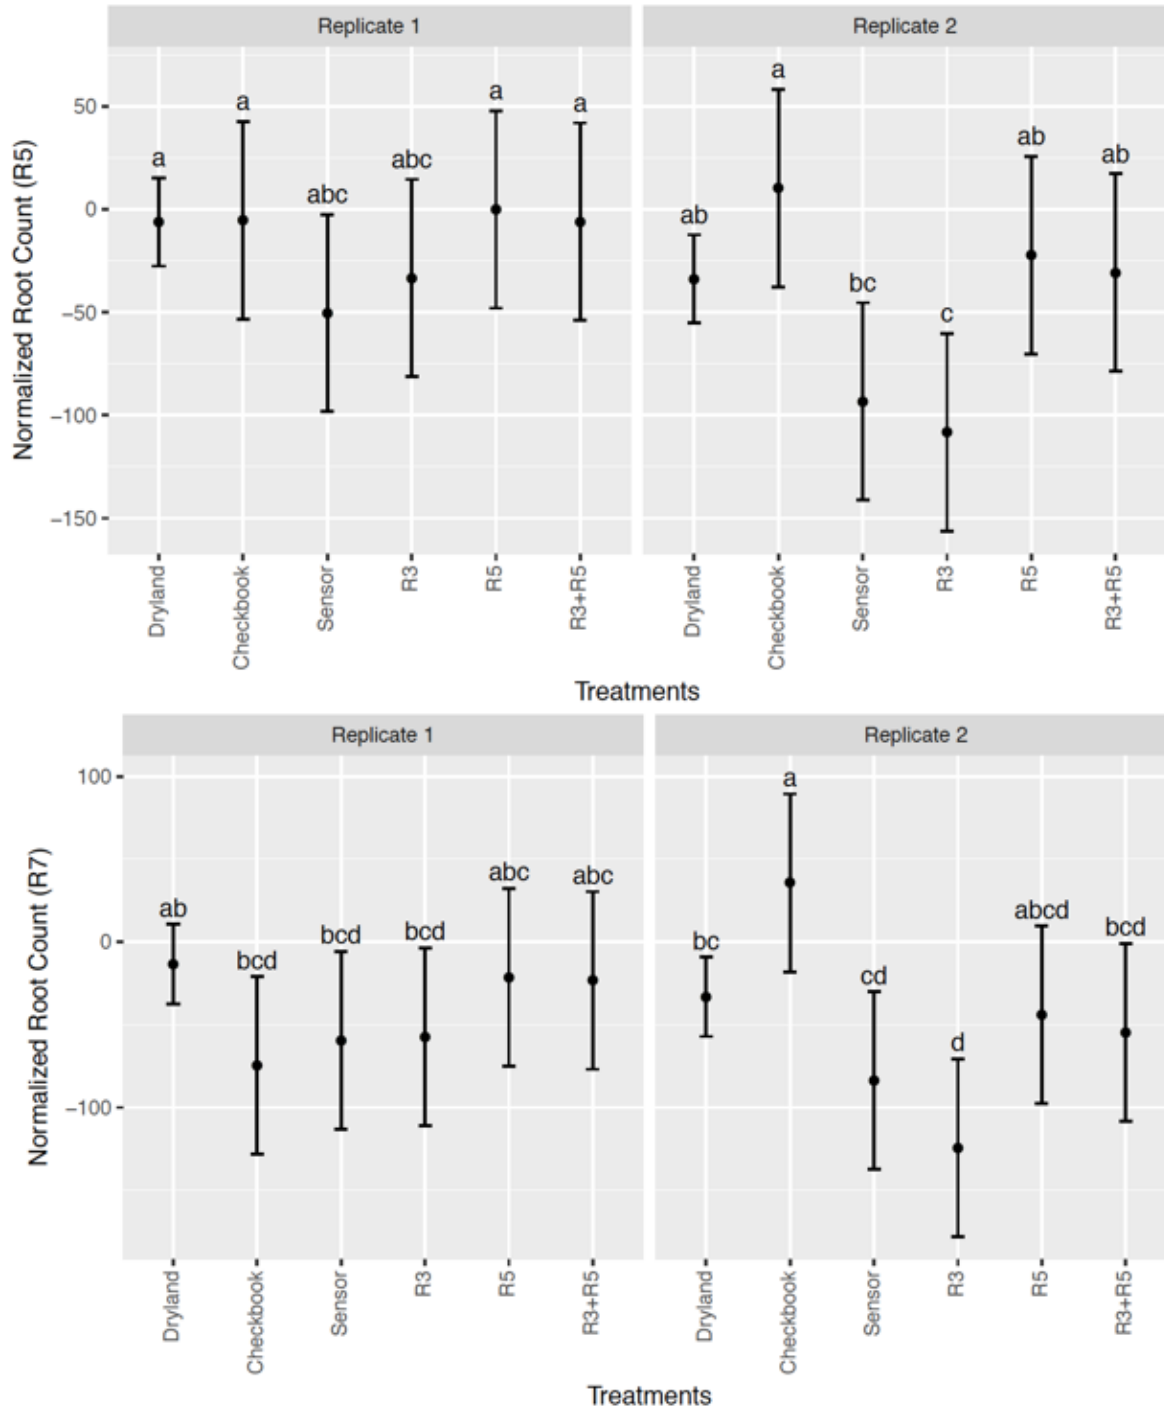 Replicate 1
Replicate 2
Normalized Root Count (R5)
50
0
−50
−100
−150
a
a
abc
abc
a
a
ab
a
bc
c
ab
ab
Dryland
Checkbook
Sensor
R3
R5
R3+R5
Dryland
Checkbook
Sensor
R3
R5
R3+R5
Treatments
Replicate 1
Replicate 2
Normalized Root Count (R7)
100
0
−100
ab
bcd
bcd
bcd
abc
abc
bc
a
cd
d
abcd
bcd
Dryland
Checkbook
Sensor
R3
R5
R3+R5
Dryland
Checkbook
Sensor
R3
R5
R3+R5
Treatments